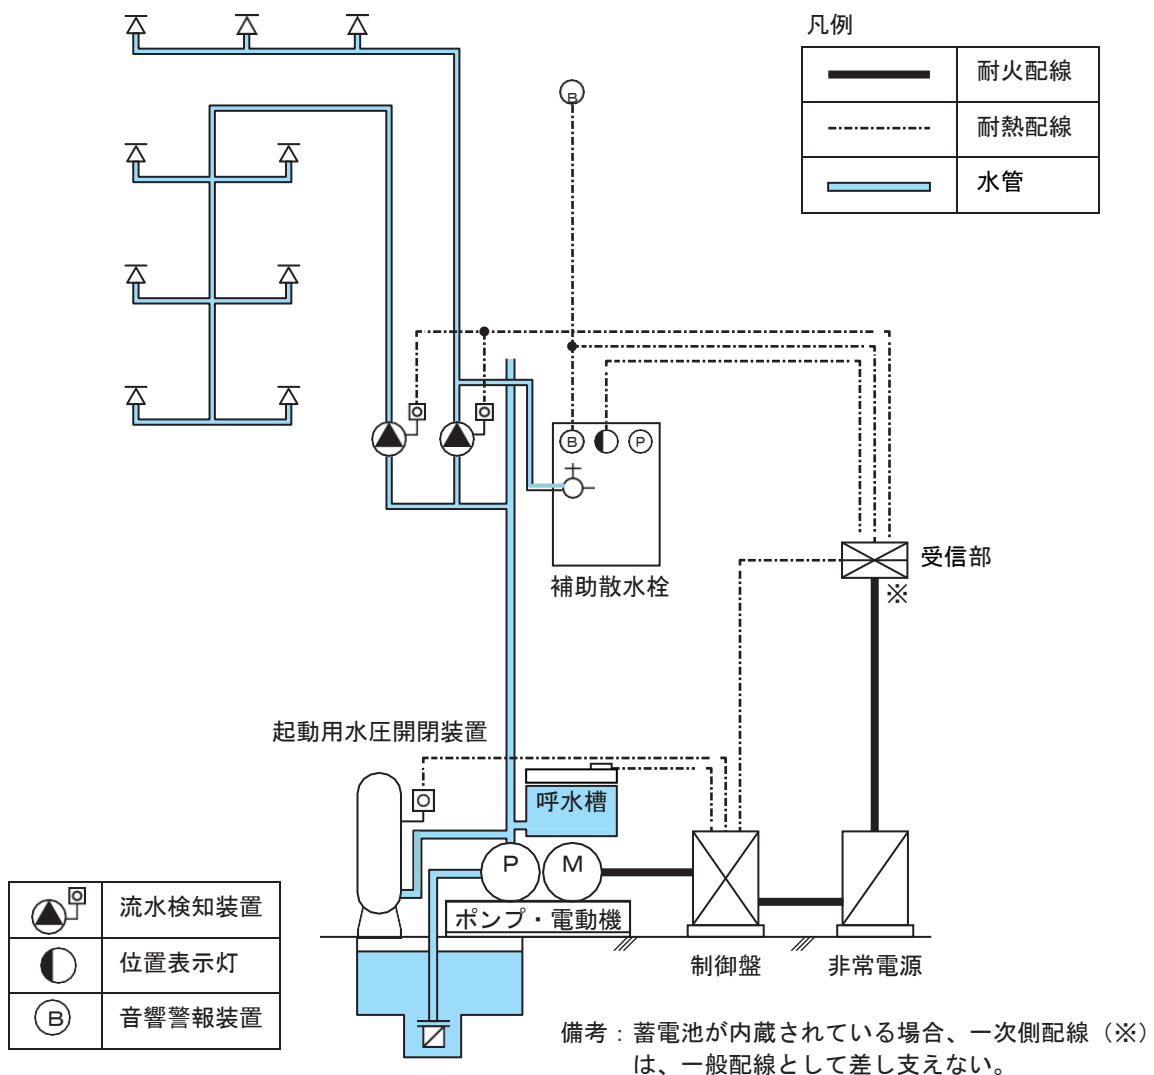 凡例
耐火配線
耐熱配線
水管
B
B
P
補助散水栓
受信部
※
起動用水圧開閉装置
呼水槽
P
M
ポンプ・電動機
制御盤
非常電源
流水検知装置
位置表示灯
B
音響警報装置
備考：蓄電池が内蔵されている場合、一次側配線（※）
は、一般配線として差し支えない。